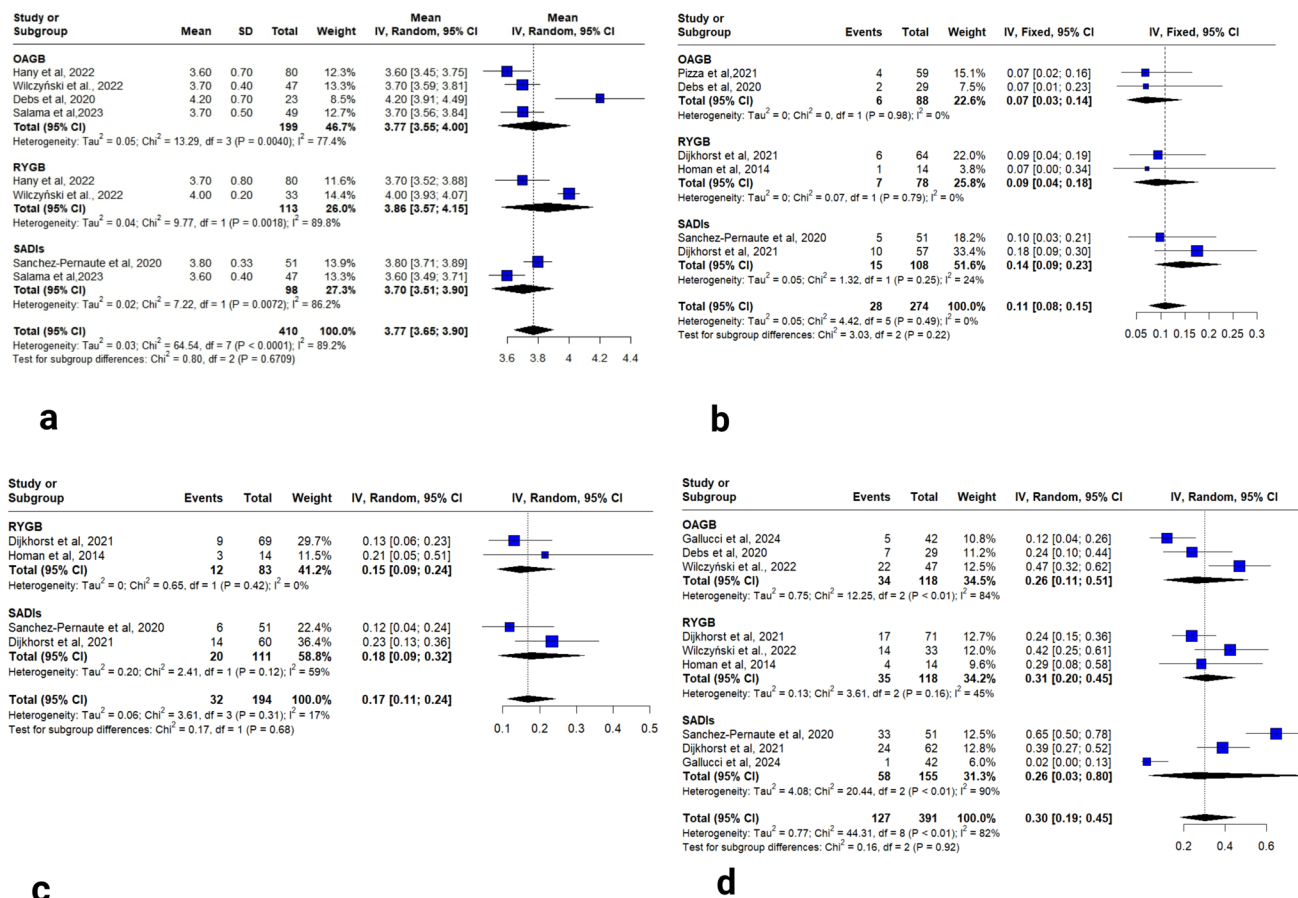 Study or Mean Mean
Subgroup Mean SD Total Weight IV, Random, 95% CI IV, Random, 95% CI
OAGB
Hany et al, 2022 3.60 0.70 80 12.3% 3.60 [3.45; 3.75]
Wilczyński et al., 2022 3.70 0.40 47 13.3% 3.70 [3.59; 3.81]
Debs et al, 2020 4.20 0.70 23 8.5% 4.20 [3.91; 4.49]
Salama et al,2023 3.70 0.50 49 12.7% 3.70 [3.56; 3.84]
Total (95% CI) 199 46.7% 3.77 [3.55; 4.00]
Heterogeneity: Tau² = 0.05; Chi² = 13.29, df = 3 (P = 0.0040); I² = 77.4%
RYGB
Hany et al, 2022 3.70 0.80 80 11.6% 3.70 [3.52; 3.88]
Wilczyński et al., 2022 4.00 0.20 33 14.4% 4.00 [3.93; 4.07]
Total (95% CI) 113 26.0% 3.86 [3.57; 4.15]
Heterogeneity: Tau² = 0.04; Chi² = 9.77, df = 1 (P = 0.0018); I² = 89.8%
SADIs
Sanchez-Pernaute et al, 2020 3.80 0.33 51 13.9% 3.80 [3.71; 3.89]
Salama et al,2023 3.60 0.40 47 13.3% 3.60 [3.49; 3.71]
Total (95% CI) 98 27.3% 3.70 [3.51; 3.90]
Heterogeneity: Tau² = 0.02; Chi² = 7.22, df = 1 (P = 0.0072); I² = 86.2%
Total (95% CI) 410 100.0% 3.77 [3.65; 3.90]
Heterogeneity: Tau² = 0.03; Chi² = 64.54, df = 7 (P < 0.0001); I² = 89.2%
Test for subgroup differences: Chi² = 0.80, df = 2 (P = 0.6709)
3.6 3.8 4 4.2 4.4
a
Study or
Subgroup Events Total Weight IV, Fixed, 95% CI IV, Fixed, 95% CI
OAGB
Pizza et al,2021 4 59 15.1% 0.07 [0.02; 0.16]
Debs et al, 2020 2 29 7.5% 0.07 [0.01; 0.23]
Total (95% CI) 6 88 22.6% 0.07 [0.03; 0.14]
Heterogeneity: Tau² = 0; Chi² = 0, df = 1 (P = 0.98); I² = 0%
RYGB
Dijkhorst et al, 2021 6 64 22.0% 0.09 [0.04; 0.19]
Homan et al, 2014 1 14 3.8% 0.07 [0.00; 0.34]
Total (95% CI) 7 78 25.8% 0.09 [0.04; 0.18]
Heterogeneity: Tau² = 0; Chi² = 0.07, df = 1 (P = 0.79); I² = 0%
SADIs
Sanchez-Pernaute et al, 2020 5 51 18.2% 0.10 [0.03; 0.21]
Dijkhorst et al, 2021 10 57 33.4% 0.18 [0.09; 0.30]
Total (95% CI) 15 108 51.6% 0.14 [0.09; 0.23]
Heterogeneity: Tau² = 0.05; Chi² = 1.32, df = 1 (P = 0.25); I² = 24%
Total (95% CI) 28 274 100.0% 0.11 [0.08; 0.15]
Heterogeneity: Tau² = 0.05; Chi² = 4.42, df = 5 (P = 0.49); I² = 0%
Test for subgroup differences: Chi² = 3.03, df = 2 (P = 0.22)
0.05 0.1 0.15 0.2 0.25 0.3
b
Study or
Subgroup Events Total Weight IV, Random, 95% CI IV, Random, 95% CI
RYGB
Dijkhorst et al, 2021 9 69 29.7% 0.13 [0.06; 0.23]
Homan et al, 2014 3 14 11.5% 0.21 [0.05; 0.51]
Total (95% CI) 12 83 41.2% 0.15 [0.09; 0.24]
Heterogeneity: Tau² = 0; Chi² = 0.65, df = 1 (P = 0.42); I² = 0%
SADIs
Sanchez-Pernaute et al, 2020 6 51 22.4% 0.12 [0.04; 0.24]
Dijkhorst et al, 2021 14 60 36.4% 0.23 [0.13; 0.36]
Total (95% CI) 20 111 58.8% 0.18 [0.09; 0.32]
Heterogeneity: Tau² = 0.20; Chi² = 2.41, df = 1 (P = 0.12); I² = 59%
Total (95% CI) 32 194 100.0% 0.17 [0.11; 0.24]
Heterogeneity: Tau² = 0.06; Chi² = 3.61, df = 3 (P = 0.31); I² = 17%
Test for subgroup differences: Chi² = 0.17, df = 1 (P = 0.68)
0.1 0.2 0.3 0.4 0.5
c
Study or
Subgroup Events Total Weight IV, Random, 95% CI IV, Random, 95% CI
OAGB
Gallucci et al, 2024 5 42 10.8% 0.12 [0.04; 0.26]
Debs et al, 2020 7 29 11.2% 0.24 [0.10; 0.44]
Wilczyński et al., 2022 22 47 12.5% 0.47 [0.32; 0.62]
Total (95% CI) 34 118 34.5% 0.26 [0.11; 0.51]
Heterogeneity: Tau² = 0.75; Chi² = 12.25, df = 2 (P < 0.01); I² = 84%
RYGB
Dijkhorst et al, 2021 17 71 12.7% 0.24 [0.15; 0.36]
Wilczyński et al., 2022 14 33 12.0% 0.42 [0.25; 0.61]
Homan et al, 2014 4 14 9.6% 0.29 [0.08; 0.58]
Total (95% CI) 35 118 34.2% 0.31 [0.20; 0.45]
Heterogeneity: Tau² = 0.13; Chi² = 3.61, df = 2 (P = 0.16); I² = 45%
SADIs
Sanchez-Pernaute et al, 2020 33 51 12.5% 0.65 [0.50; 0.78]
Dijkhorst et al, 2021 24 62 12.8% 0.39 [0.27; 0.52]
Gallucci et al, 2024 1 42 6.0% 0.02 [0.00; 0.13]
Total (95% CI) 58 155 31.3% 0.26 [0.03; 0.80]
Heterogeneity: Tau² = 4.08; Chi² = 20.44, df = 2 (P < 0.01); I² = 90%
Total (95% CI) 127 391 100.0% 0.30 [0.19; 0.45]
Heterogeneity: Tau² = 0.77; Chi² = 44.31, df = 8 (P < 0.01); I² = 82%
Test for subgroup differences: Chi² = 0.16, df = 2 (P = 0.92)
0.2 0.4 0.6
d